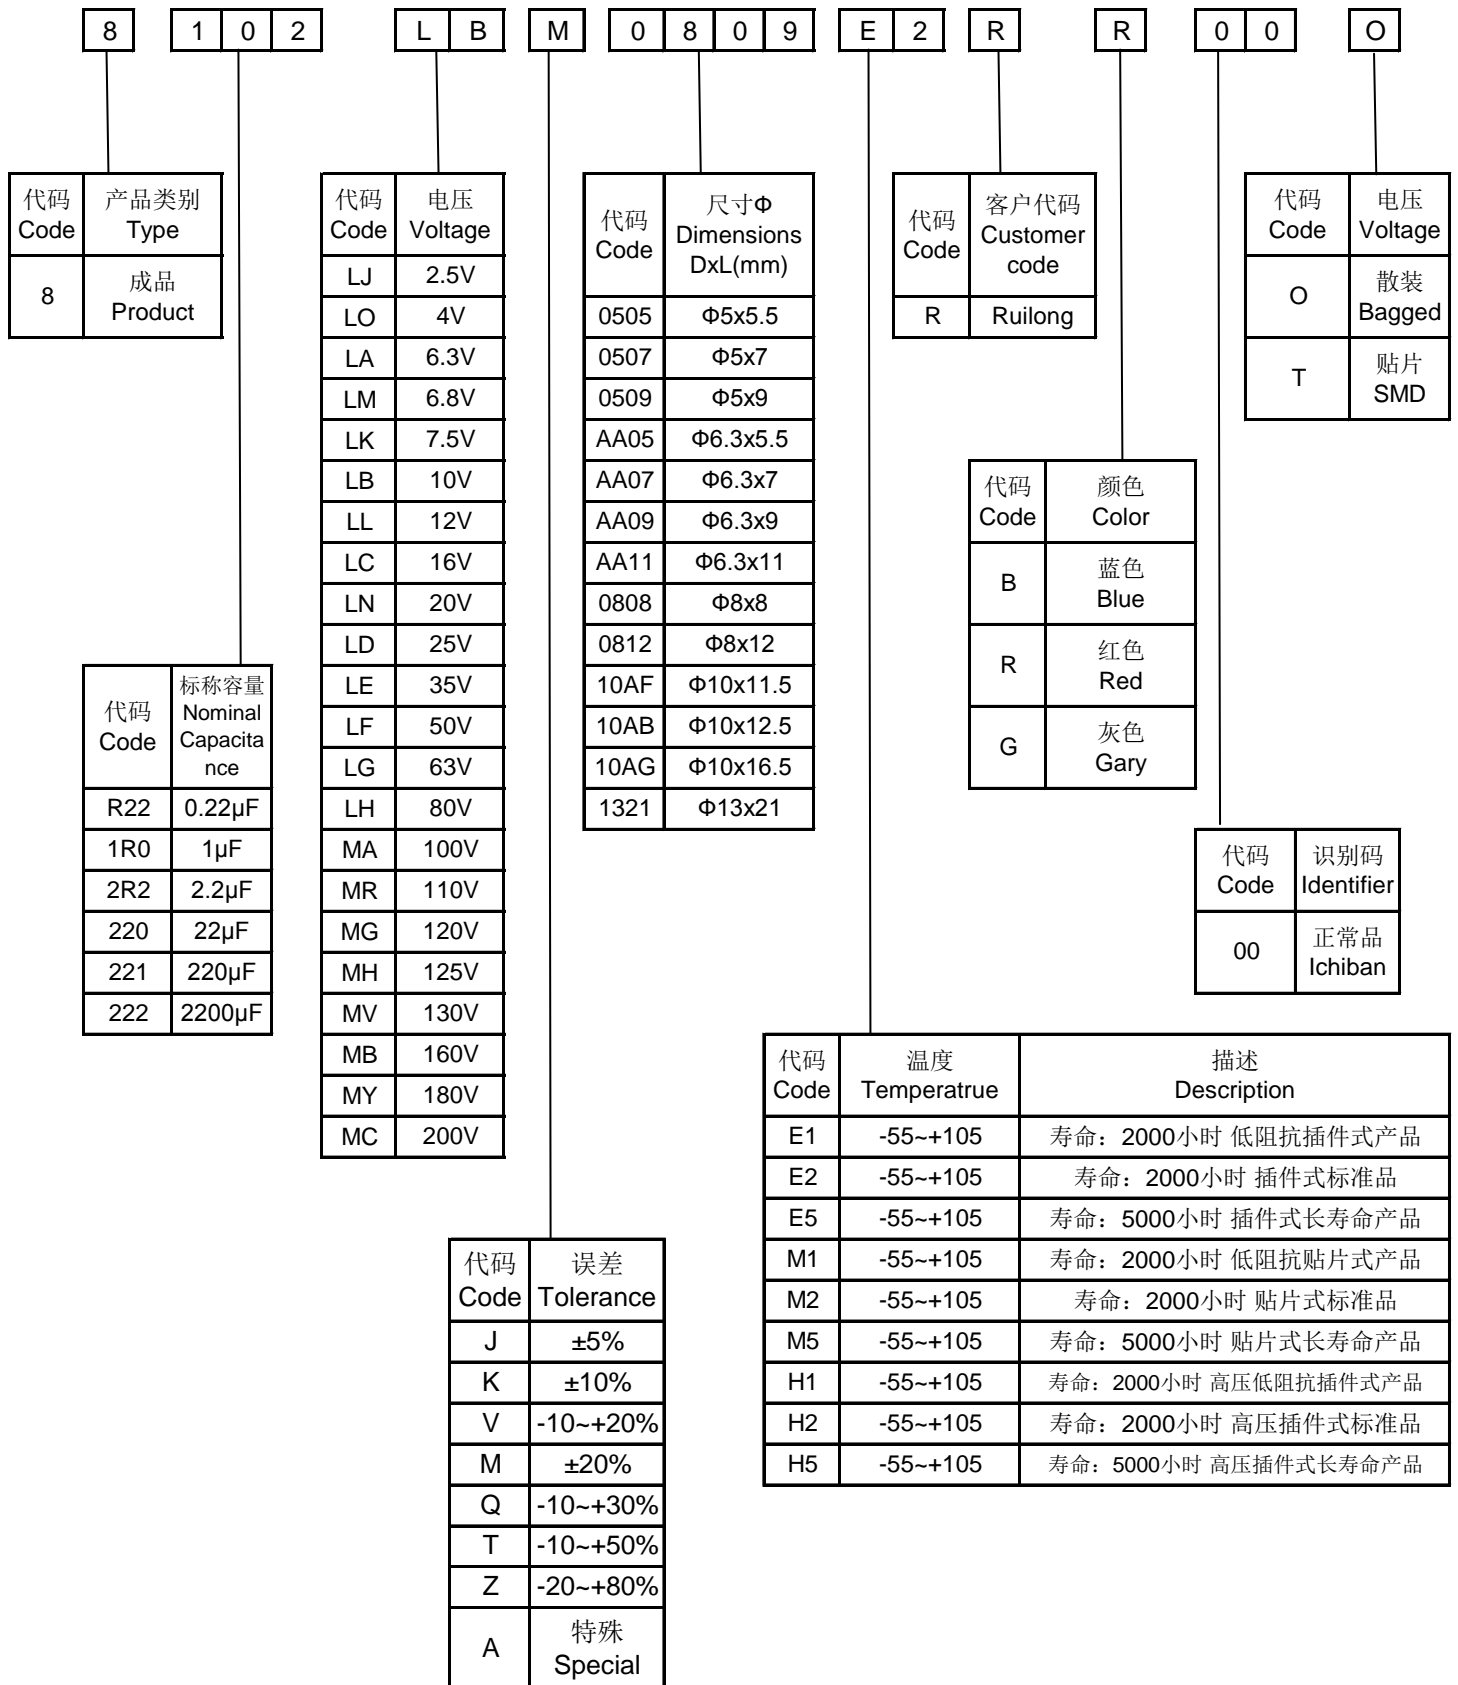 8 1 0 2 L B M 0 8 0 9 E 2 R R 0 0 O
代码 产品类别
Code Type
8 成品
Product
代码 标称容量
Code Nominal
Capacita
nce
R22 0.22μF
1R0 1μF
2R2 2.2μF
220 22μF
221 220μF
222 2200μF
代码 电压
Code Voltage
LJ 2.5V
LO 4V
LA 6.3V
LM 6.8V
LK 7.5V
LB 10V
LL 12V
LC 16V
LN 20V
LD 25V
LE 35V
LF 50V
LG 63V
LH 80V
MA 100V
MR 110V
MG 120V
MH 125V
MV 130V
MB 160V
MY 180V
MC 200V
代码 误差
Code Tolerance
J ±5%
K ±10%
V -10~+20%
M ±20%
Q -10~+30%
T -10~+50%
Z -20~+80%
A 特殊
Special
代码 尺寸Φ
Code Dimensions
DxL(mm)
0505 Φ5x5.5
0507 Φ5x7
0509 Φ5x9
AA05 Φ6.3x5.5
AA07 Φ6.3x7
AA09 Φ6.3x9
AA11 Φ6.3x11
0808 Φ8x8
0812 Φ8x12
10AF Φ10x11.5
10AB Φ10x12.5
10AG Φ10x16.5
1321 Φ13x21
代码 温度 描述
Code Temperatrue Description
E1 -55~+105 寿命：2000小时 低阻抗插件式产品
E2 -55~+105 寿命：2000小时 插件式标准品
E5 -55~+105 寿命：5000小时 插件式长寿命产品
M1 -55~+105 寿命：2000小时 低阻抗贴片式产品
M2 -55~+105 寿命：2000小时 贴片式标准品
M5 -55~+105 寿命：5000小时 贴片式长寿命产品
H1 -55~+105 寿命：2000小时 高压低阻抗插件式产品
H2 -55~+105 寿命：2000小时 高压插件式标准品
H5 -55~+105 寿命：5000小时 高压插件式长寿命产品
代码 客户代码
Code Customer
code
R Ruilong
代码 颜色
Code Color
B 蓝色
Blue
R 红色
Red
G 灰色
Gary
代码 识别码
Code Identifier
00 正常品
Ichiban
代码 电压
Code Voltage
O 散装
Bagged
T 贴片
SMD